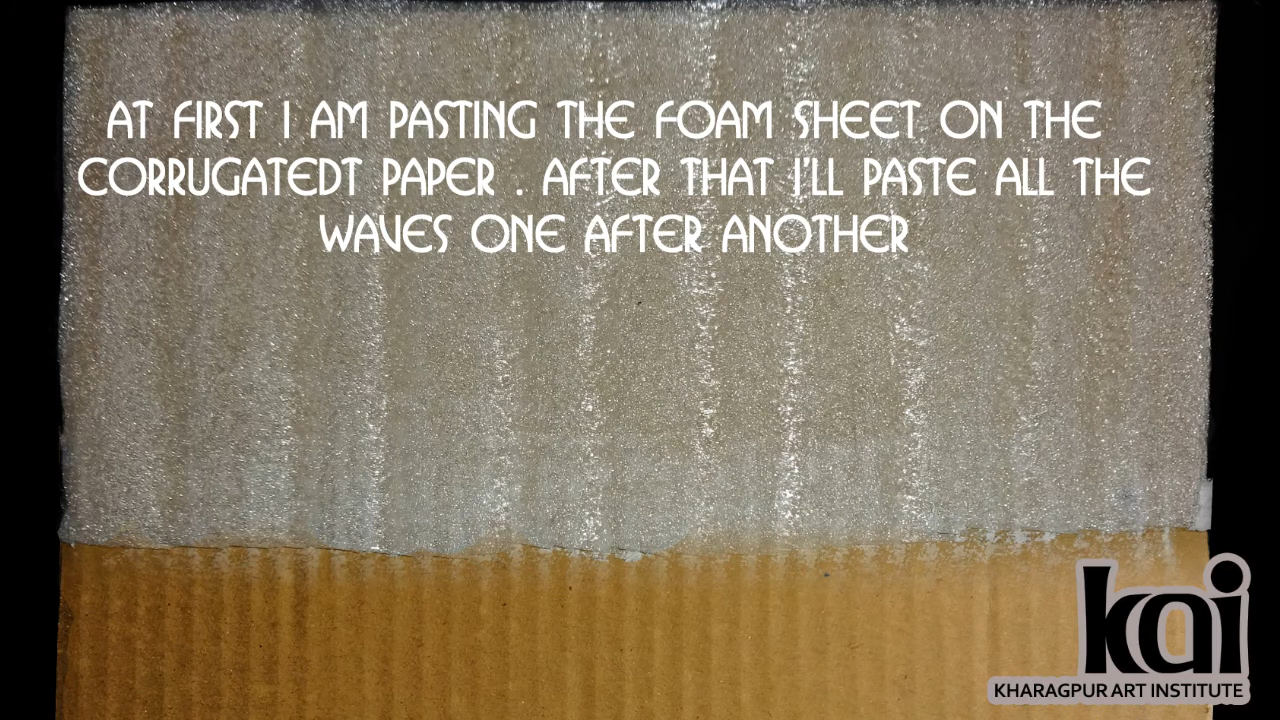 AT FIRST I AM PASTING THE FOAM SHEET ON THE
CORRUGATEDT PAPER . AFTER THAT I'LL PASTE ALL THE
WAVES ONE AFTER ANOTHER
kai
KHARAGPUR ART INSTITUTE